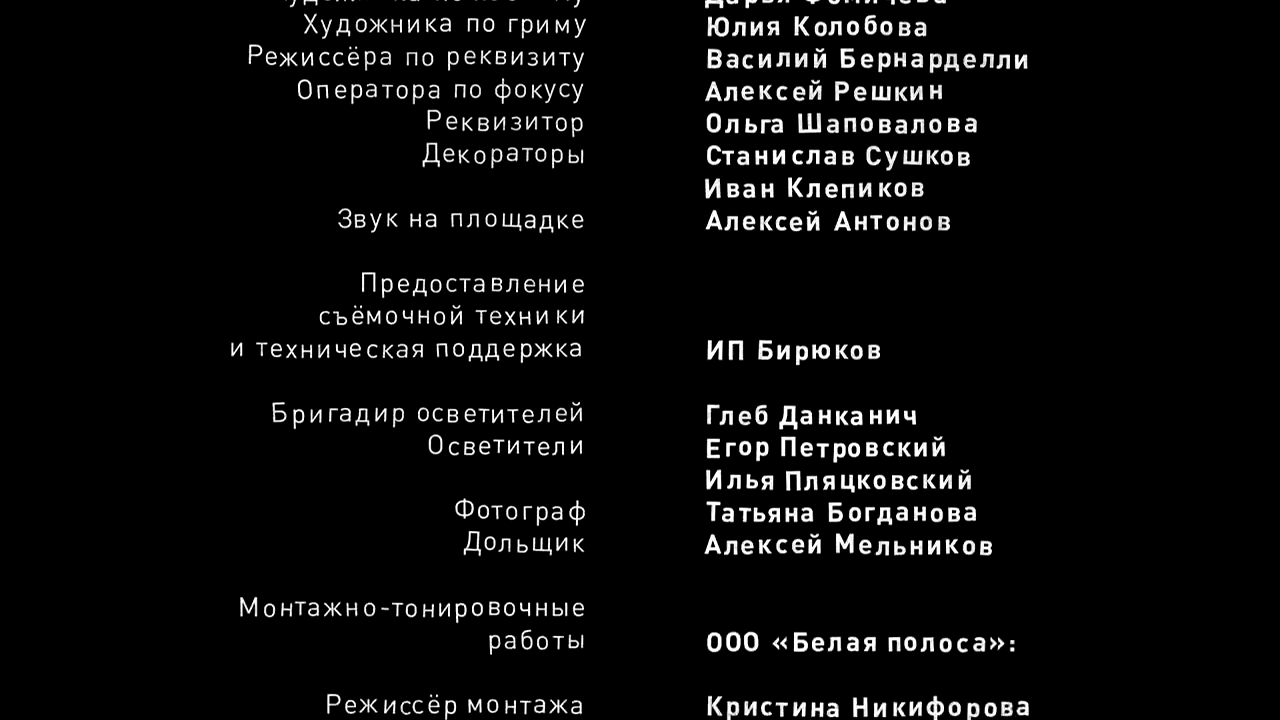 Художника по гриму Юлия Колобова
Режиссёра по реквизиту Василий Бернарделли
Оператора по фокусу Алексей Решкин
Реквизитор Ольга Шаповалова
Декораторы Станислав Сушков
Иван Клепиков
Звук на площадке Алексей Антонов
Предоставление
съёмочной техники
и техническая поддержка ИП Бирюков
Бригадир осветителей Глеб Данканич
Осветители Егор Петровский
Илья Пляцковский
Фотограф Татьяна Богданова
Дольщик Алексей Мельников
Монтажно-тонировочные
работы ООО «Белая полоса»:
Режиссёр монтажа Кристина Никифорова